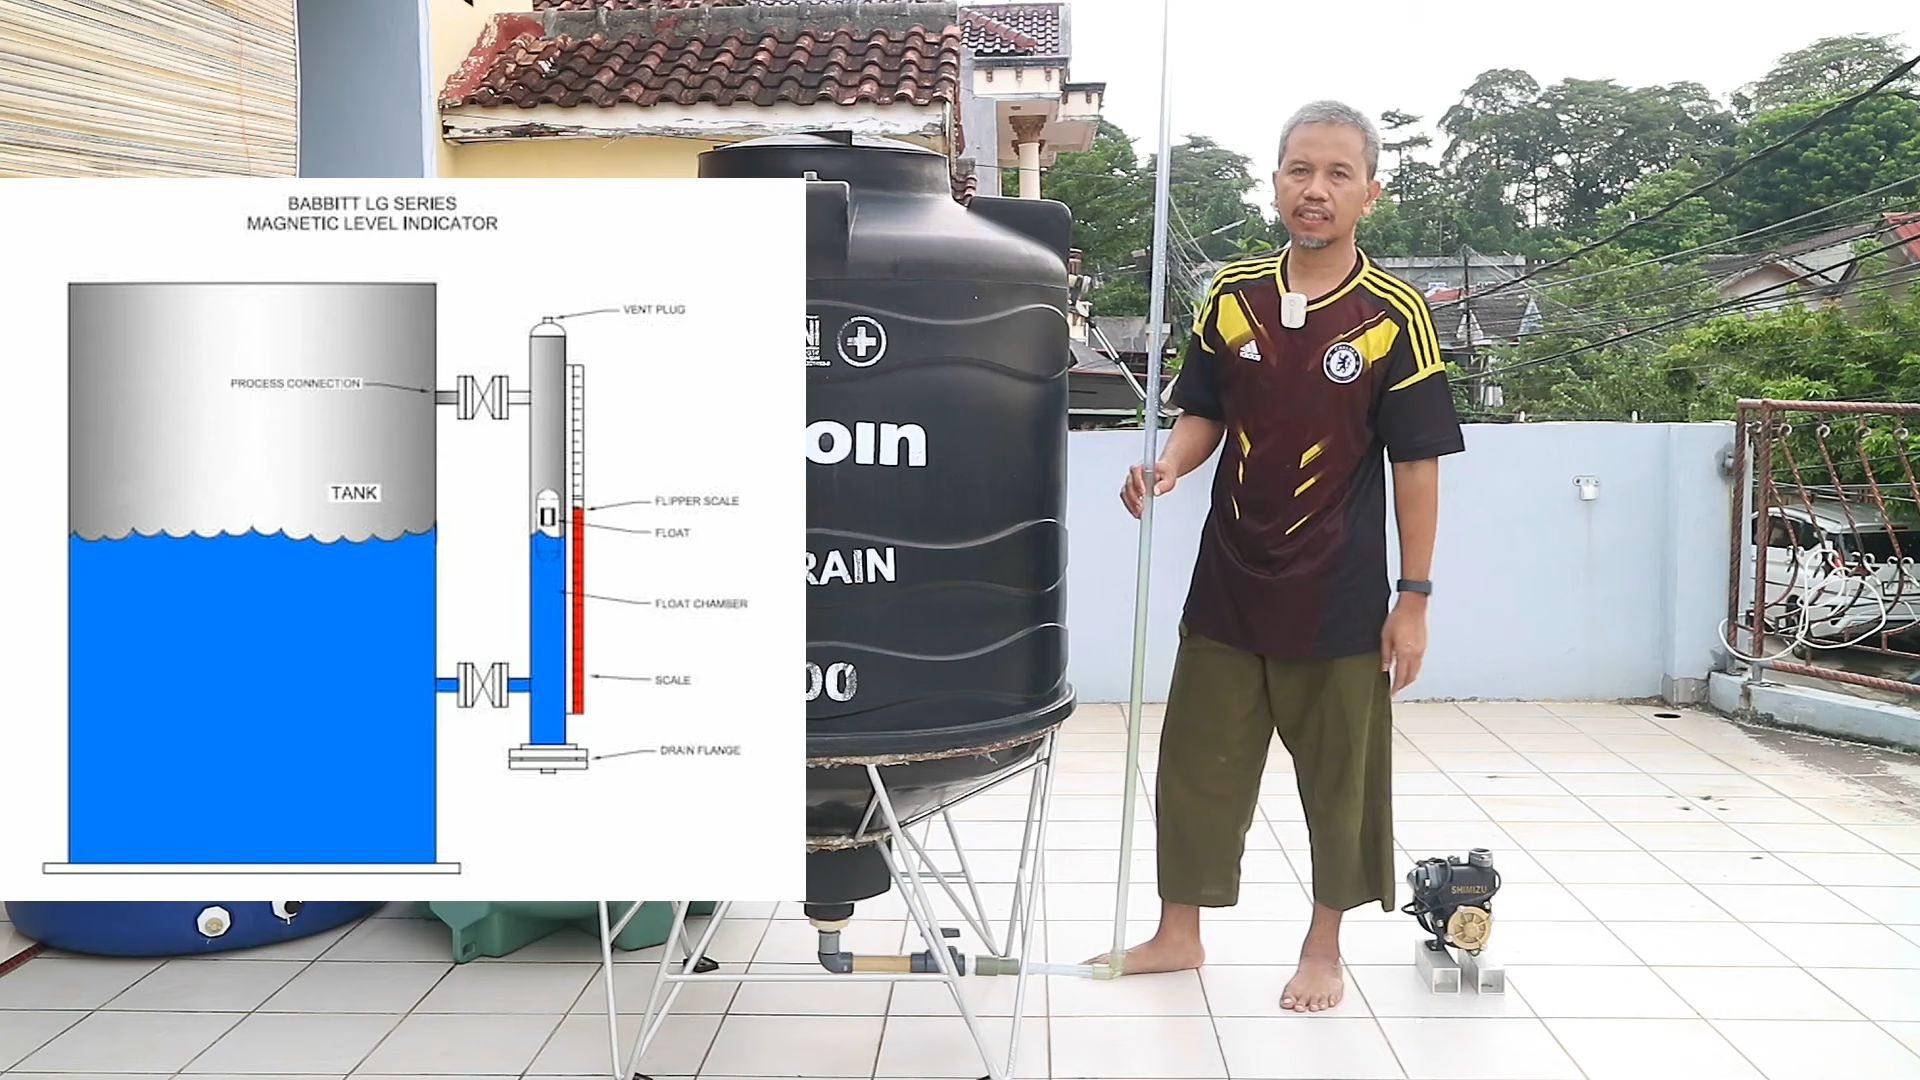 BABBITT LG SERIES
MAGNETIC LEVEL INDICATOR
VENT PLUG
PROCESS CONNECTION
TANK
FLIPPER SCALE
FLOAT
FLOAT CHAMBER
SCALE
DRAIN FLANGE
oin
RAIN
00
adidas
SHIMIZU